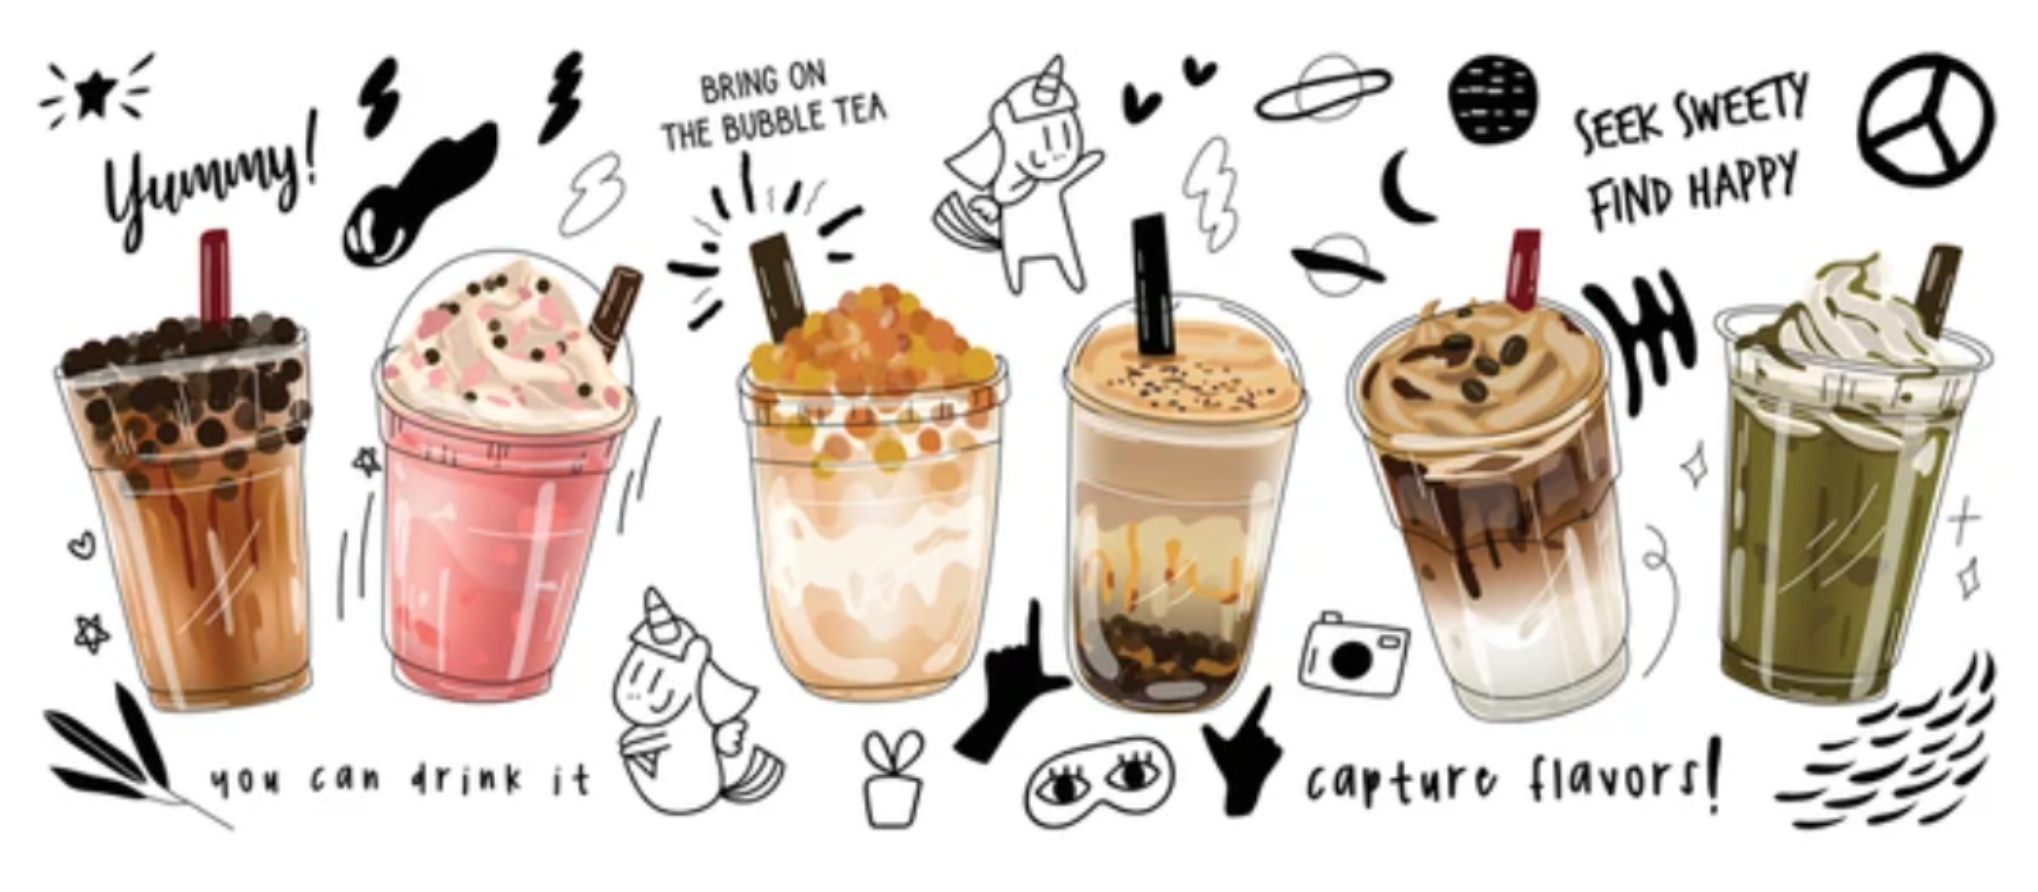 Yummy!
BRING ON
THE BUBBLE TEA
SEEK SWEETY
FIND HAPPY
you can drink it
capture flavors!